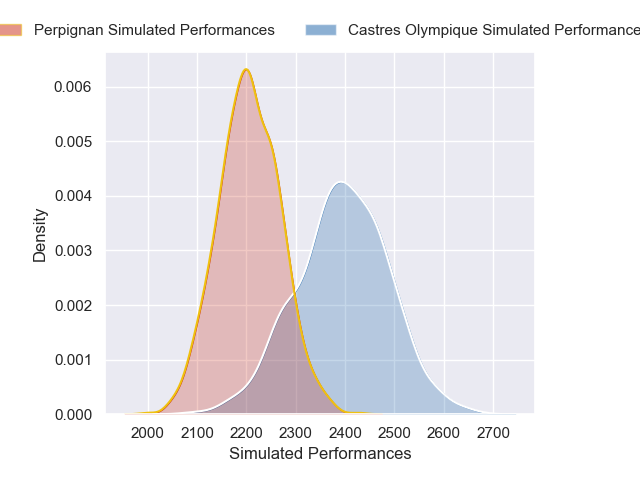 Perpignan Simulated Performances
Castres Olympique Simulated Performance
0.006
0.005
0.004
0.003
0.002
0.001
0.000
Density
2000 2100 2200 2300 2400 2500 2600 2700
Simulated Performances